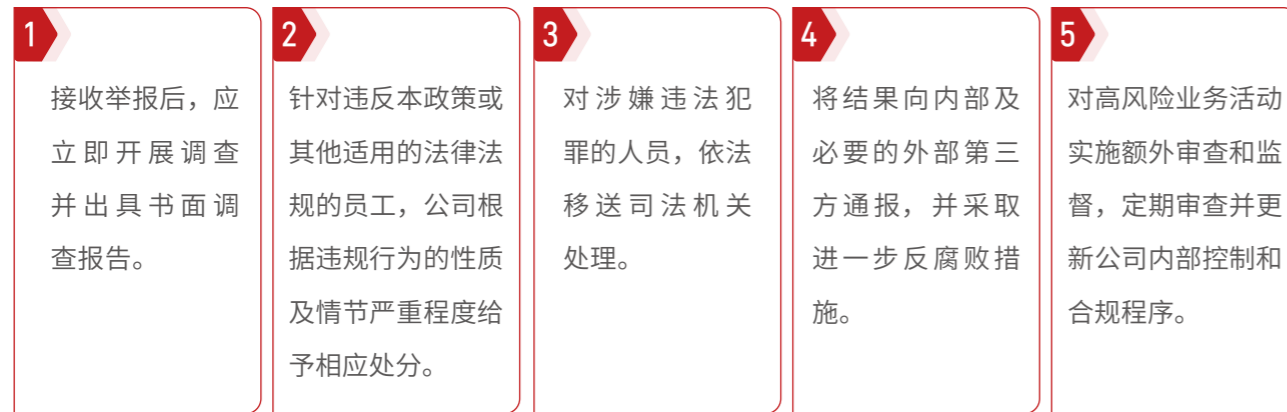 1
接收举报后，应
立即开展调查
并出具书面调
查报告。
2
针对违反本政策或
其他适用的法律法
规的员工，公司根
据违规行为的性质
及情节严重程度给
予相应处分。
3
对涉嫌违法犯
罪的人员，依法
移送司法机关
处理。
4
将结果向内部及
必要的外部第三
方通报，并采取
进一步反腐败措
施。
5
对高风险业务活动
实施额外审查和监
督，定期审查并更
新公司内部控制和
合规程序。